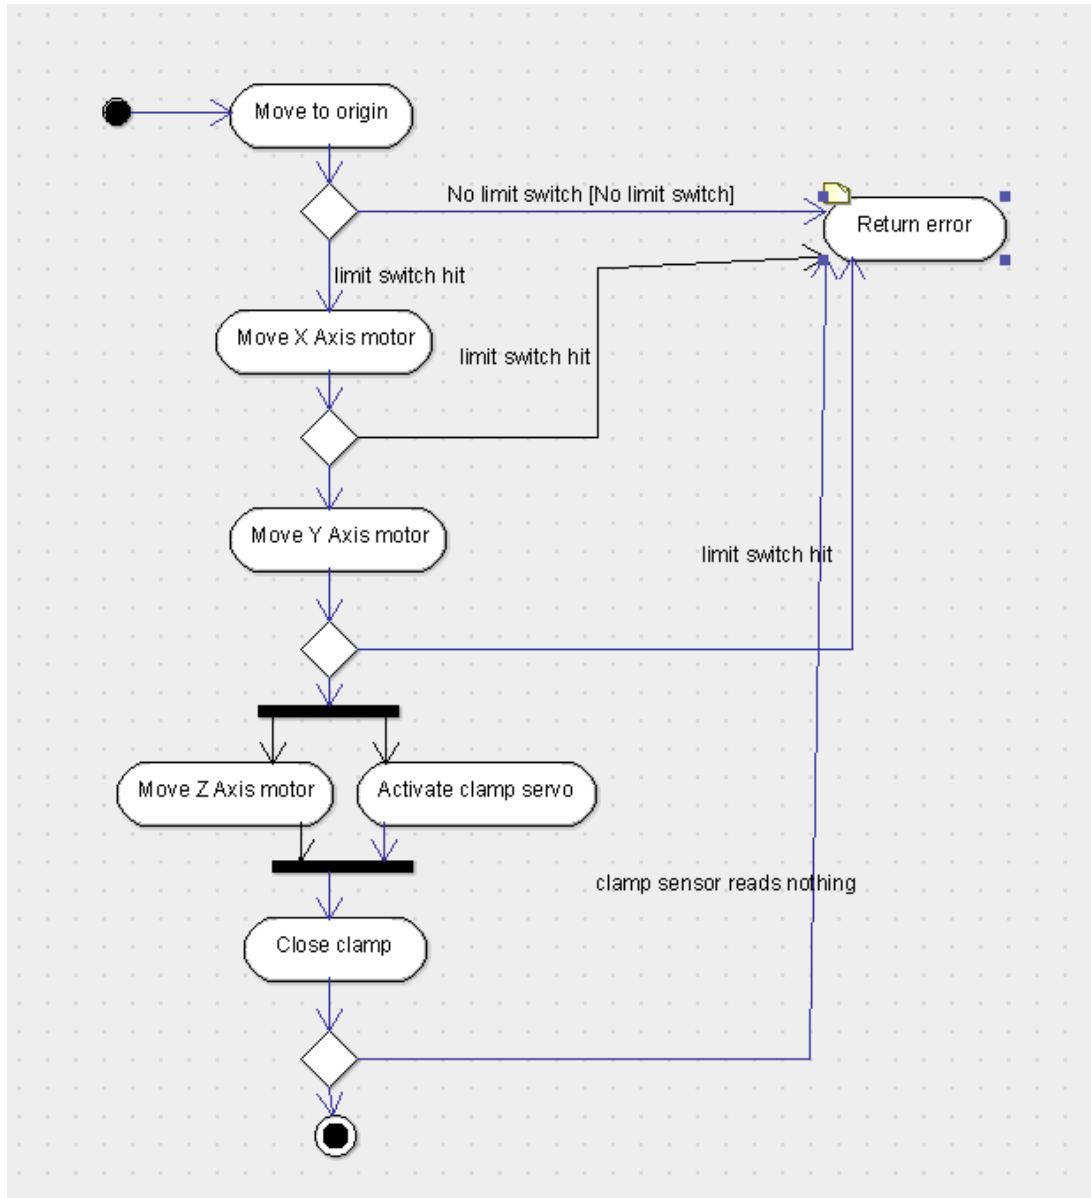 Move to origin
No limit switch [No limit switch]
Return error
limit switch hit
Move X Axis motor
limit switch hit
Move Y Axis motor
limit switch hit
Move Z Axis motor
Activate clamp servo
clamp sensor reads nothing
Close clamp